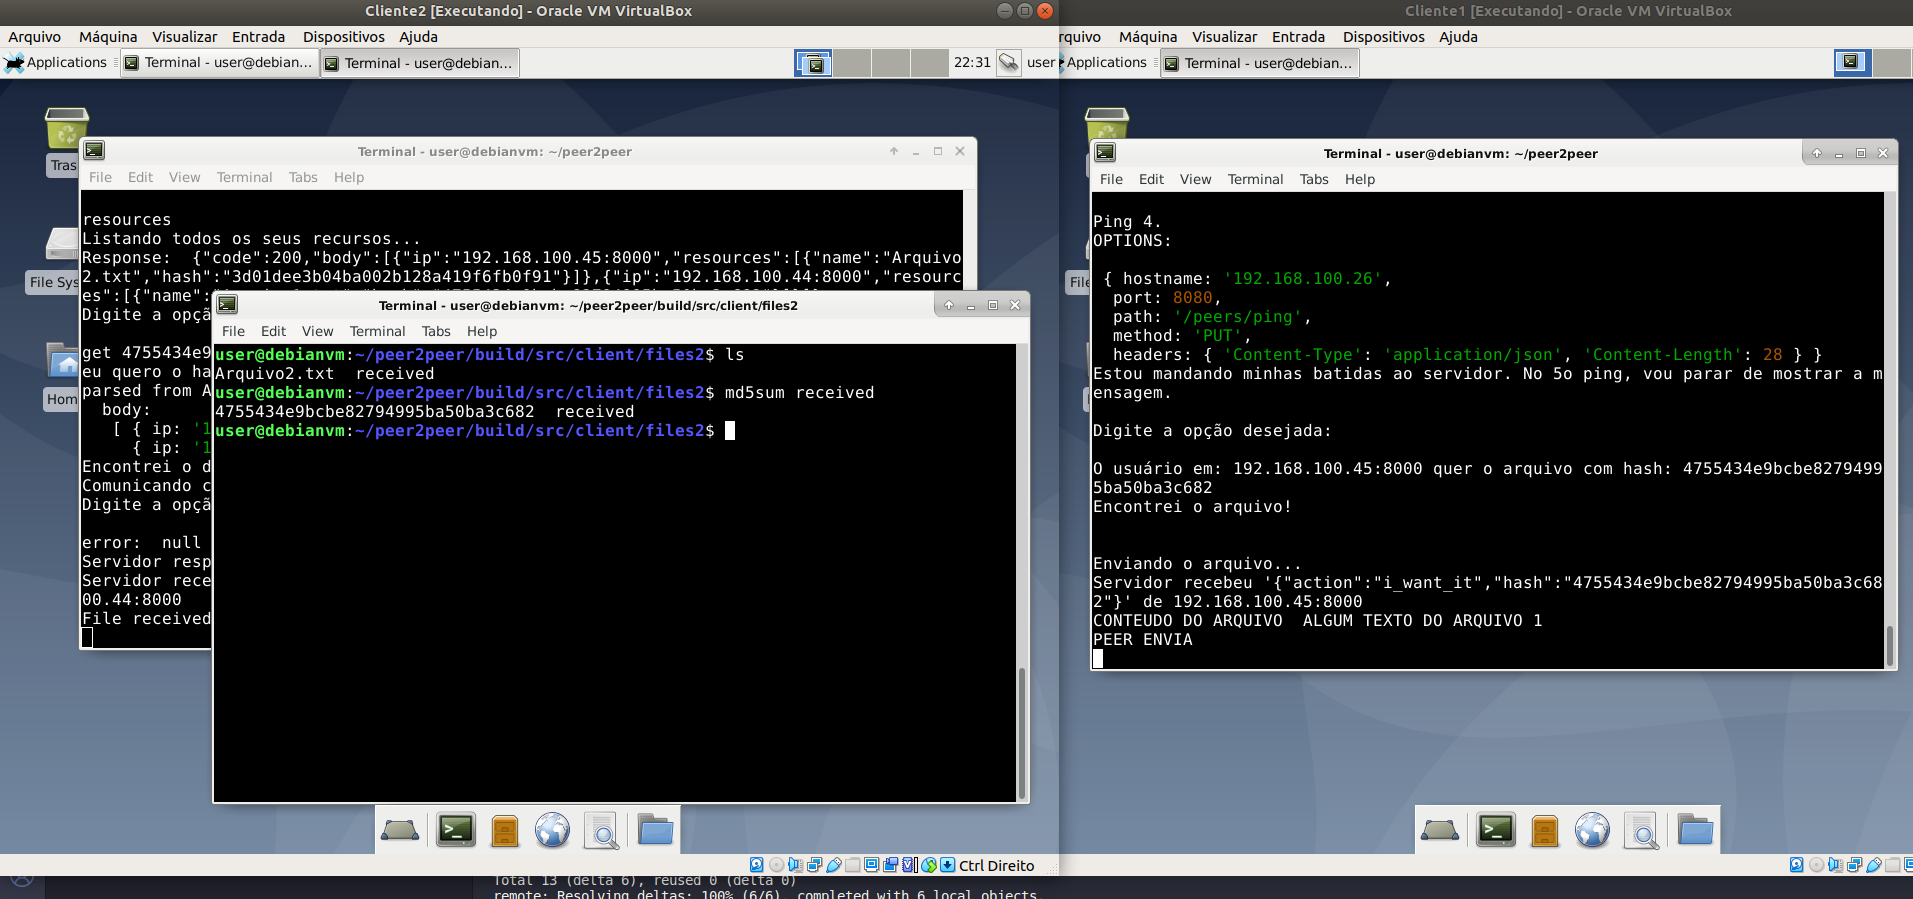 Cliente2 [Executando] - Oracle VM VirtualBox
Arquivo Máquina Visualizar Entrada Dispositivos Ajuda
Applications Terminal - user@debian... Terminal - user@debian... 22:31 user
Tras
File Sys
Hom
Terminal - user@debianvm: ~/peer2peer
File Edit View Terminal Tabs Help
resources
Listando todos os seus recursos...
Response:  {"code":200,"body":[{"ip":"192.168.100.45:8000","resources":[{"name":"Arquivo
2.txt","hash":"3d01dee3b04ba002b128a419f6fb0f91"}]},{"ip":"192.168.100.44:8000","resourc
es":[{"name":"
Digite a opçã
get 4755434e9
eu quero o ha
parsed from A
body:
[ { ip: '1
{ ip: '1
Encontrei o d
Comunicando c
Digite a opçã
error:  null
Servidor resp
Servidor rece
00.44:8000
File received
Terminal - user@debianvm: ~/peer2peer/build/src/client/files2
File Edit View Terminal Tabs Help
user@debianvm:~/peer2peer/build/src/client/files2$ ls
Arquivo2.txt  received
user@debianvm:~/peer2peer/build/src/client/files2$ md5sum received
4755434e9bcbe82794995ba50ba3c682  received
user@debianvm:~/peer2peer/build/src/client/files2$
Ctrl Direito
Cliente1 [Executando] - Oracle VM VirtualBox
rquivo Máquina Visualizar Entrada Dispositivos Ajuda
Applications Terminal - user@debian...
File
Terminal - user@debianvm: ~/peer2peer
File Edit View Terminal Tabs Help
Ping 4.
OPTIONS:
{ hostname: '192.168.100.26',
port: 8080,
path: '/peers/ping',
method: 'PUT',
headers: { 'Content-Type': 'application/json', 'Content-Length': 28 } }
Estou mandando minhas batidas ao servidor. No 5o ping, vou parar de mostrar a m
ensagem.
Digite a opção desejada:
O usuário em: 192.168.100.45:8000 quer o arquivo com hash: 4755434e9bcbe8279499
5ba50ba3c682
Encontrei o arquivo!
Enviando o arquivo...
Servidor recebeu '{"action":"i_want_it","hash":"4755434e9bcbe82794995ba50ba3c68
2"}' de 192.168.100.45:8000
CONTEUDO DO ARQUIVO  ALGUM TEXTO DO ARQUIVO 1
PEER ENVIA
Total 13 (delta 6), reused 0 (delta 0)
remote: Resolving deltas: 100% (6/6), completed with 6 local objects.